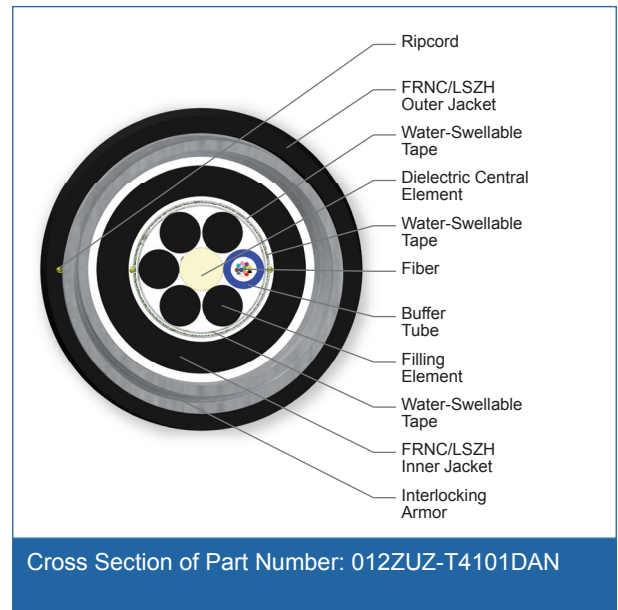 Ripcord
FRNC/LSZH
Outer Jacket
Water-Swellable
Tape
Dielectric Central
Element
Water-Swellable
Tape
Fiber
Buffer
Tube
Filling
Element
Water-Swellable
Tape
FRNC/LSZH
Inner Jacket
Interlocking
Armor
Cross Section of Part Number: 012ZUZ-T4101DAN